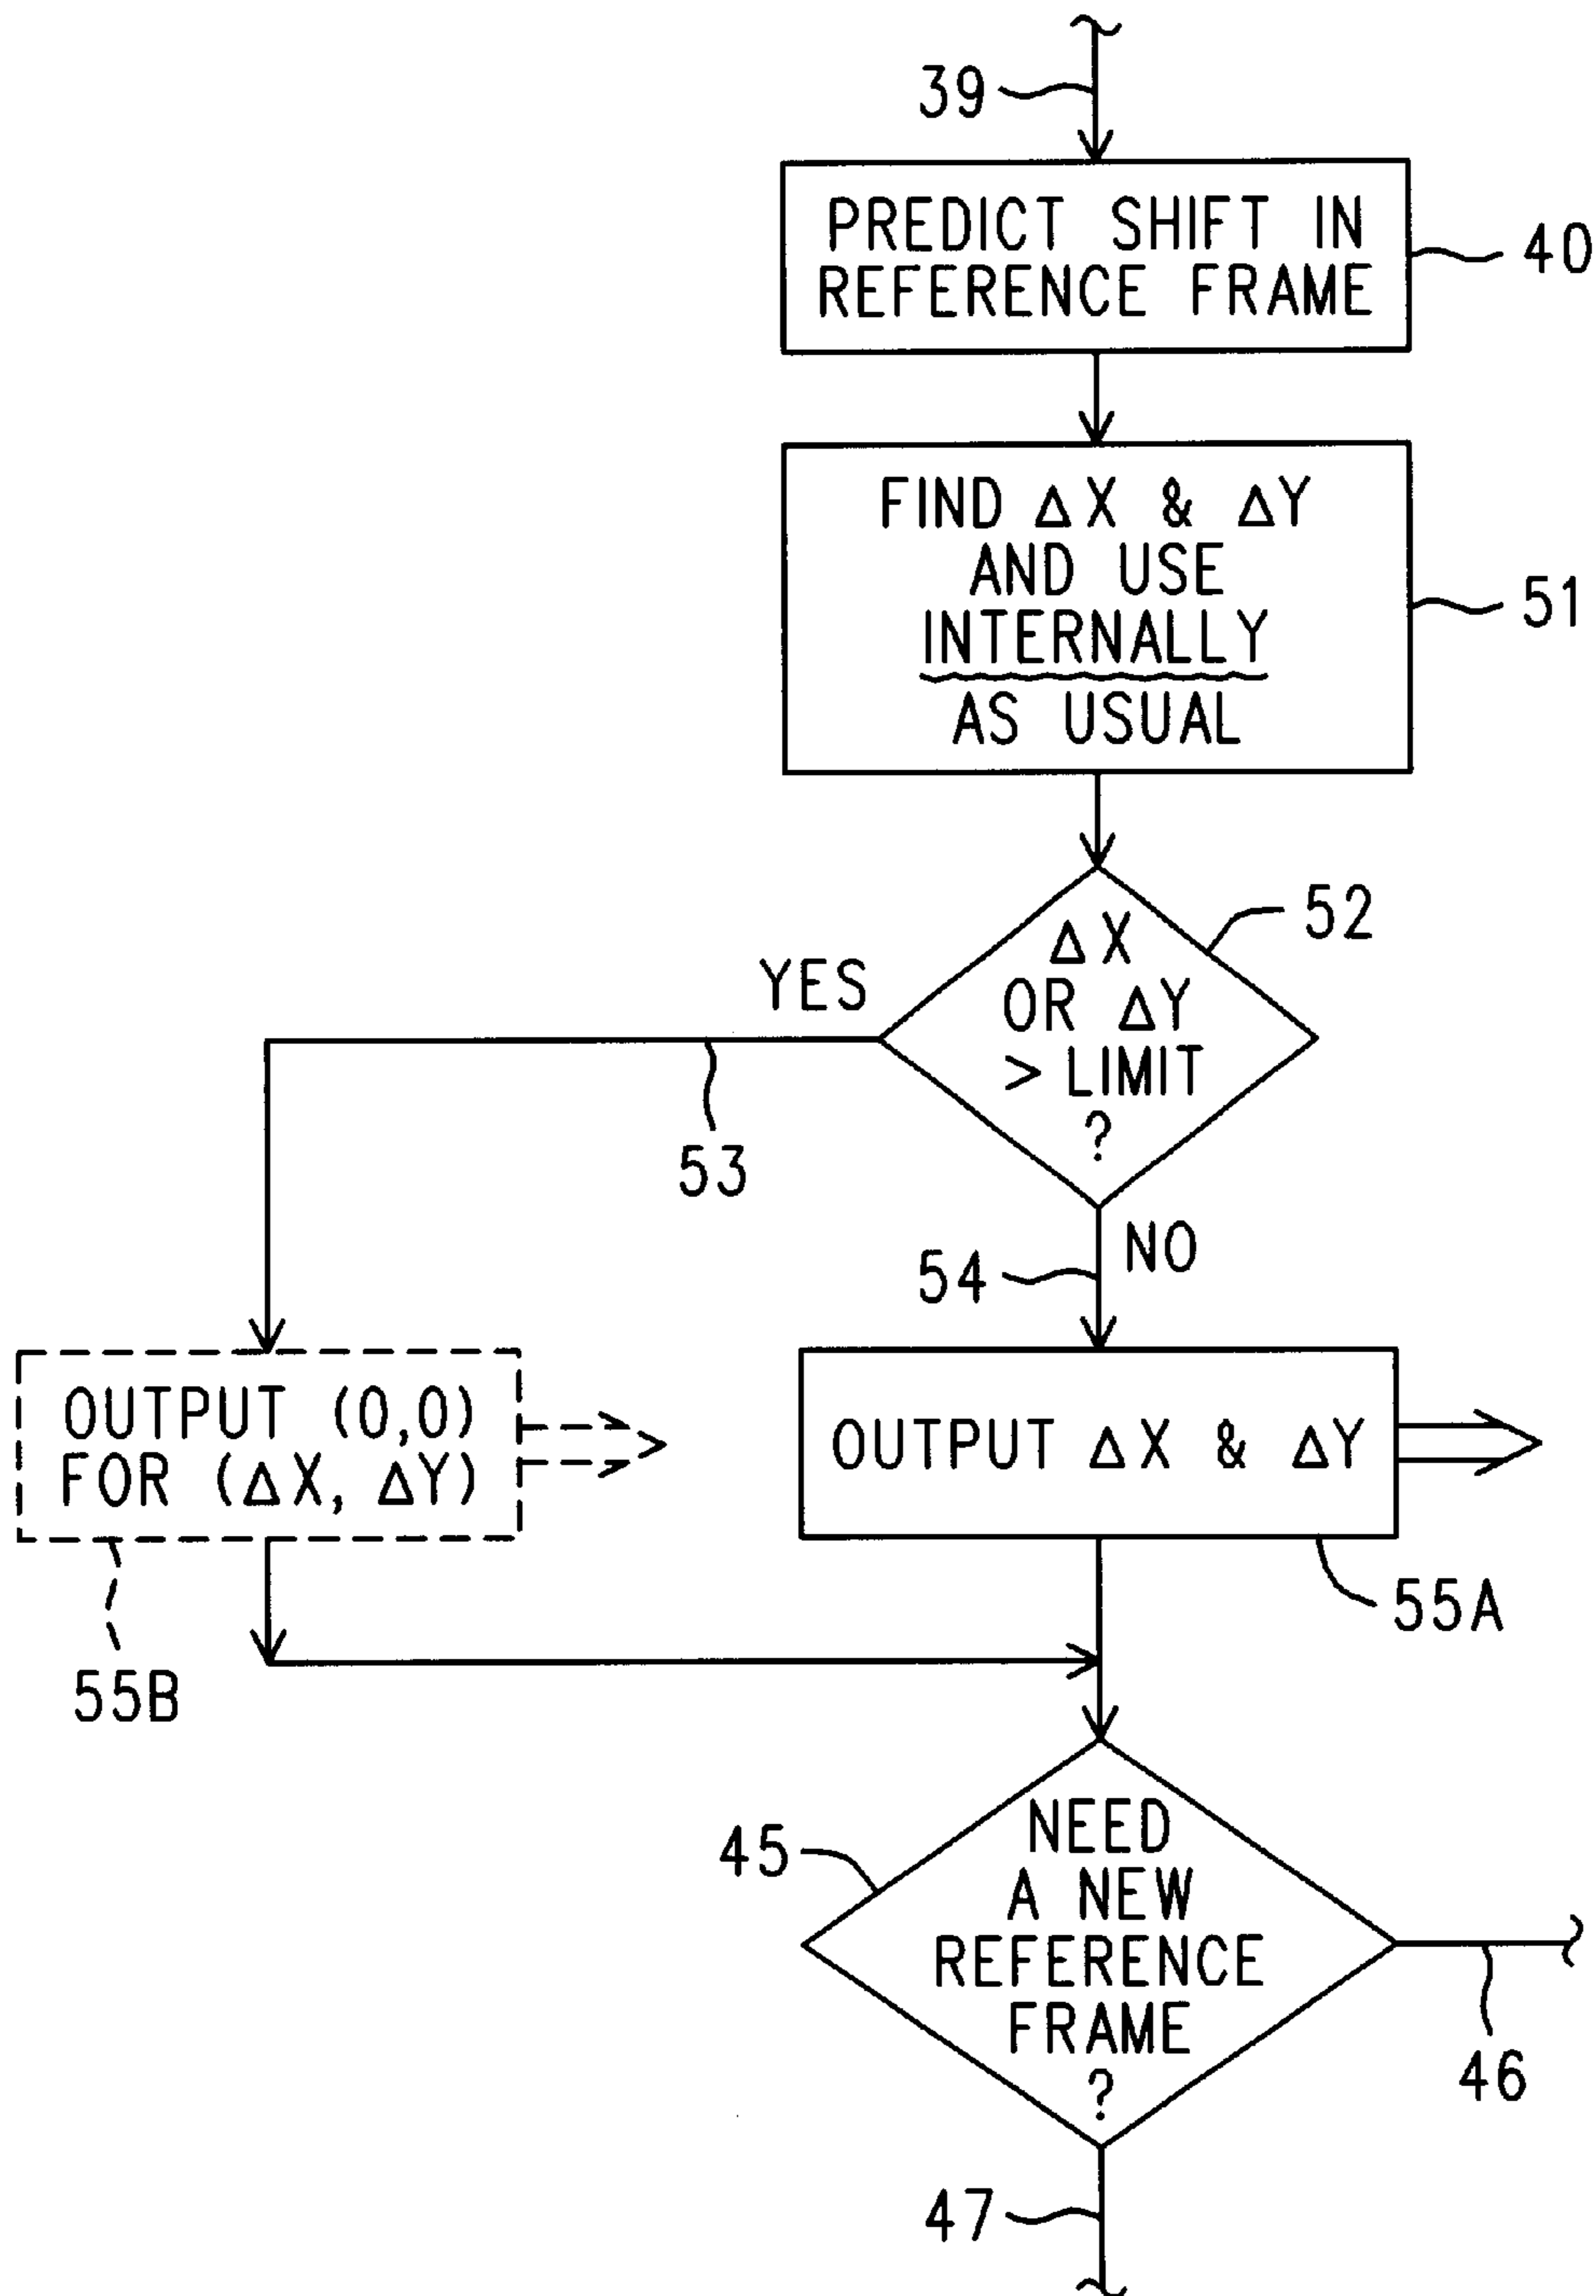 39
PREDICT SHIFT IN
REFERENCE FRAME
40
FIND ΔX & ΔY
AND USE
INTERNALLY
AS USUAL
51
ΔX
OR ΔY
> LIMIT
?
52
YES
53
NO
54
OUTPUT (0,0)
FOR (ΔX, ΔY)
55B
OUTPUT ΔX & ΔY
55A
NEED
A NEW
REFERENCE
FRAME
?
45
46
47